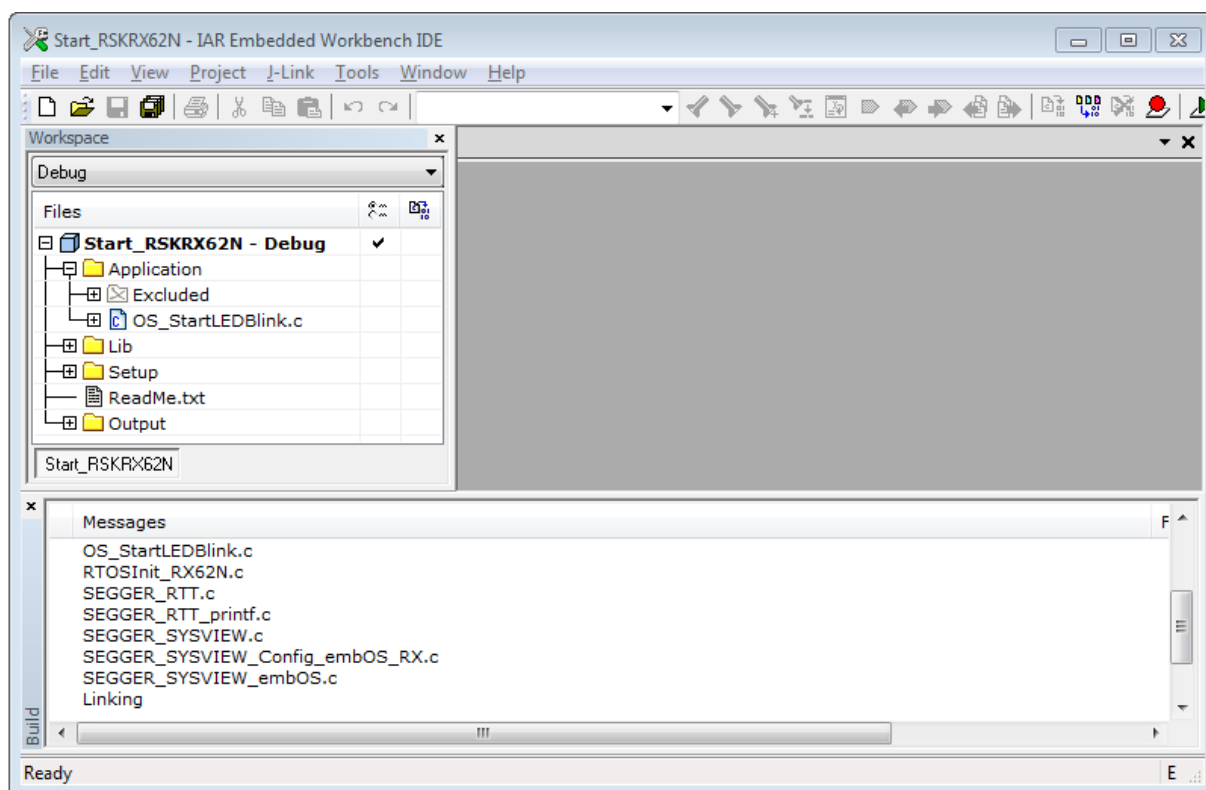 Start_RSKRX62N - IAR Embedded Workbench IDE
File Edit View Project J-Link Tools Window Help
Workspace
Debug
Files
Start_RSKRX62N - Debug
Application
Excluded
OS_StartLEDBlink.c
Lib
Setup
ReadMe.txt
Output
Start_RSKRX62N
Messages F
OS_StartLEDBlink.c
RTOSInit_RX62N.c
SEGGER_RTT.c
SEGGER_RTT_printf.c
SEGGER_SYSVIEW.c
SEGGER_SYSVIEW_Config_embOS_RX.c
SEGGER_SYSVIEW_embOS.c
Linking
Build
Ready E